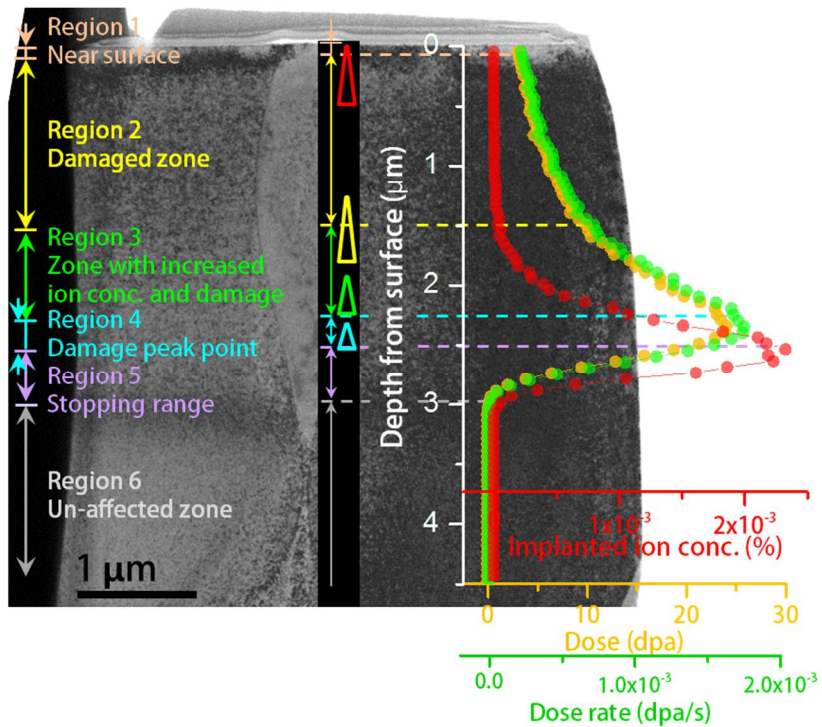 Region 1
Near surface
Region 2
Damaged zone
Region 3
Zone with increased
ion conc. and damage
Region 4
Damage peak point
Region 5
Stopping range
Region 6
Un-affected zone
1 μm
Depth from surface (μm)
0
1
2
3
4
1x10⁻³ 2x10⁻³
Implanted ion conc. (%)
0 10 20 30
Dose (dpa)
0.0 1.0x10⁻³ 2.0x10⁻³
Dose rate (dpa/s)